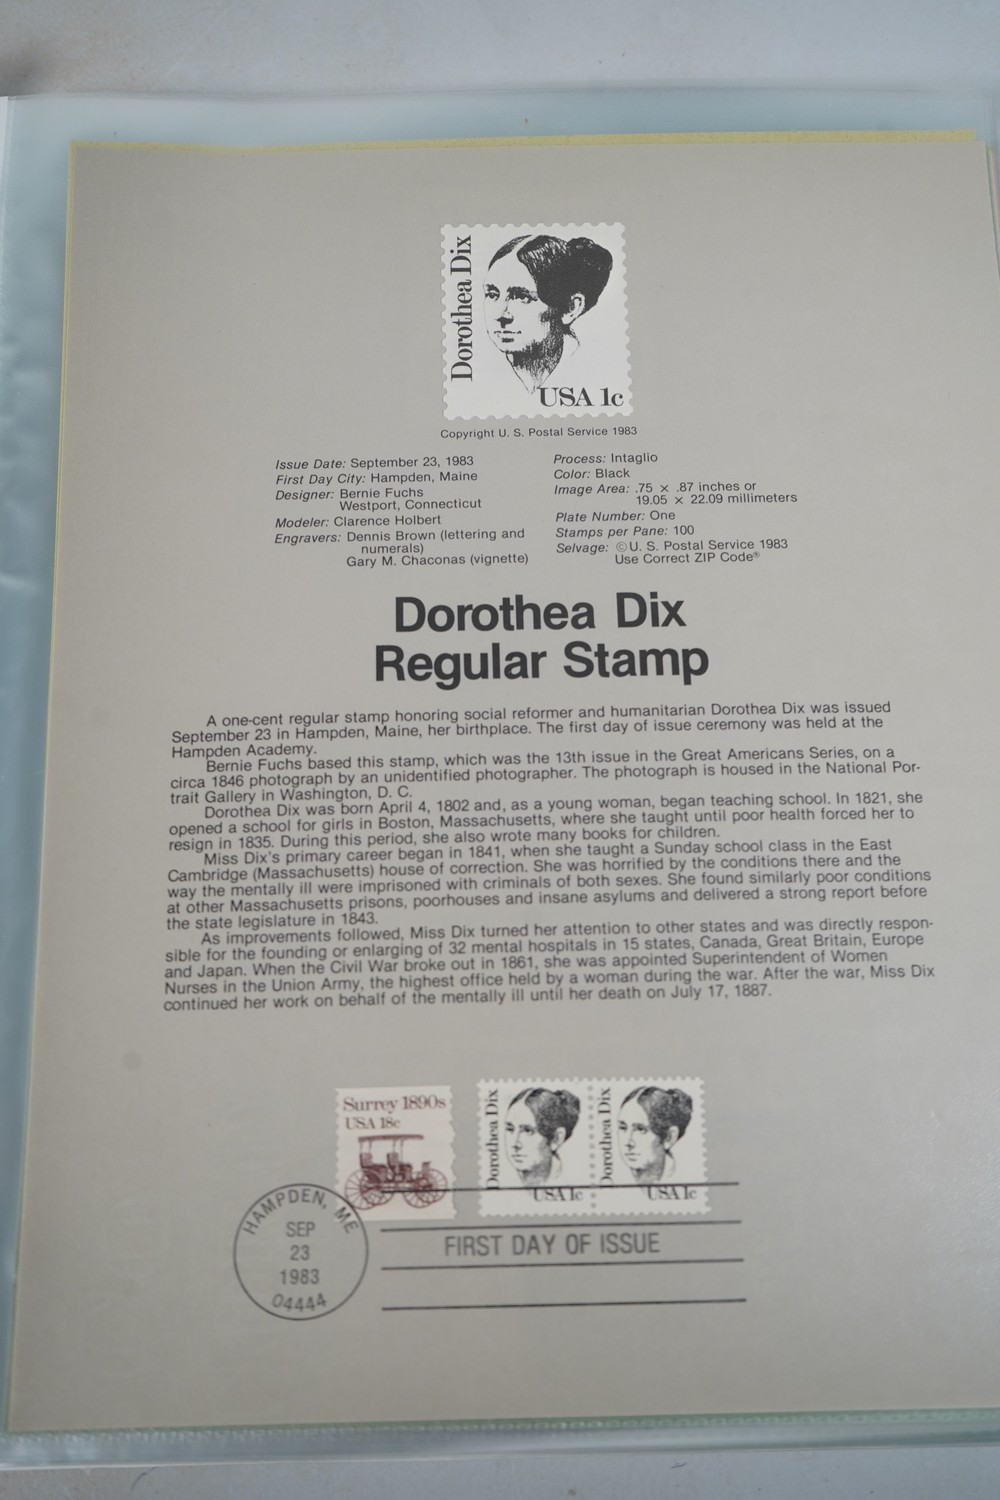 Dorothea Dix
USA 1c
Copyright U. S. Postal Service 1983
Issue Date: September 23, 1983
First Day City: Hampden, Maine
Designer: Bernie Fuchs
Westport, Connecticut
Modeler: Clarence Holbert
Engravers: Dennis Brown (lettering and
numerals)
Gary M. Chaconas (vignette)
Process: Intaglio
Color: Black
Image Area: .75 × .87 inches or
19.05 × 22.09 millimeters
Plate Number: One
Stamps per Pane: 100
Selvage: ©U. S. Postal Service 1983
Use Correct ZIP Code®
Dorothea Dix
Regular Stamp
A one-cent regular stamp honoring social reformer and humanitarian Dorothea Dix was issued
September 23 in Hampden, Maine, her birthplace. The first day of issue ceremony was held at the
Hampden Academy.
Bernie Fuchs based this stamp, which was the 13th issue in the Great Americans Series, on a
circa 1846 photograph by an unidentified photographer. The photograph is housed in the National Por-
trait Gallery in Washington, D. C.
Dorothea Dix was born April 4, 1802 and, as a young woman, began teaching school. In 1821, she
opened a school for girls in Boston, Massachusetts, where she taught until poor health forced her to
resign in 1835. During this period, she also wrote many books for children.
Miss Dix's primary career began in 1841, when she taught a Sunday school class in the East
Cambridge (Massachusetts) house of correction. She was horrified by the conditions there and the
way the mentally ill were imprisoned with criminals of both sexes. She found similarly poor conditions
at other Massachusetts prisons, poorhouses and insane asylums and delivered a strong report before
the state legislature in 1843.
As improvements followed, Miss Dix turned her attention to other states and was directly respon-
sible for the founding or enlarging of 32 mental hospitals in 15 states, Canada, Great Britain, Europe
and Japan. When the Civil War broke out in 1861, she was appointed Superintendent of Women
Nurses in the Union Army, the highest office held by a woman during the war. After the war, Miss Dix
continued her work on behalf of the mentally ill until her death on July 17, 1887.
Surrey 1890s
USA 18c
Dorothea Dix
USA 1c
Dorothea Dix
USA 1c
HAMPDEN, ME
SEP
23
1983
04444
FIRST DAY OF ISSUE